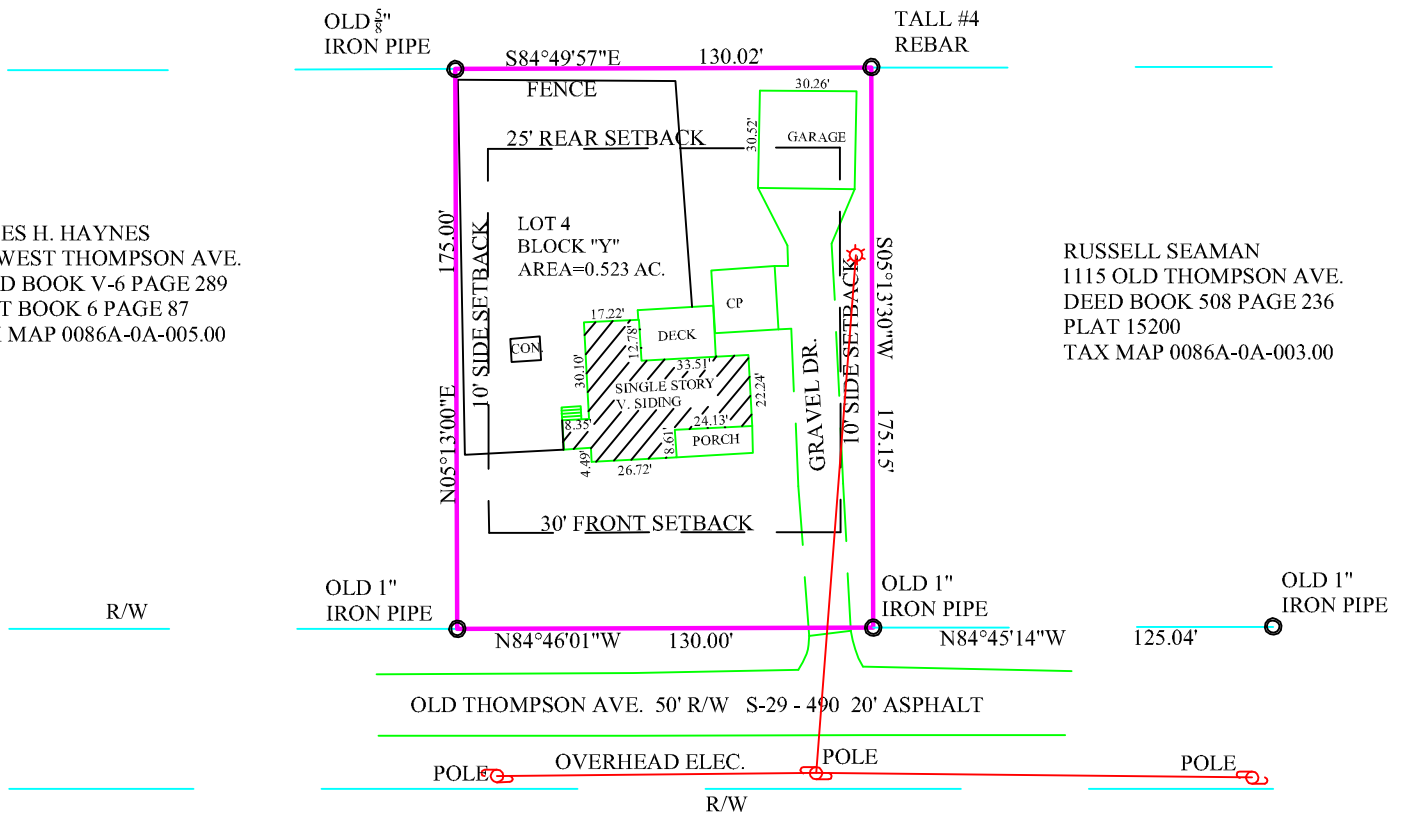 OLD 5/8"
IRON PIPE
TALL #4
REBAR
S84°49'57"E 130.02'
FENCE
30.26'
30.52'
GARAGE
25' REAR SETBACK
175.00'
N05°13'00"E
10' SIDE SETBACK
LOT 4
BLOCK "Y"
AREA=0.523 AC.
ES H. HAYNES
WEST THOMPSON AVE.
D BOOK V-6 PAGE 289
T BOOK 6 PAGE 87
MAP 0086A-0A-005.00
RUSSELL SEAMAN
1115 OLD THOMPSON AVE.
DEED BOOK 508 PAGE 236
PLAT 15200
TAX MAP 0086A-0A-003.00
S05°13'30"W
175.15'
10' SIDE SETBACK
GRAVEL DR.
CP
17.22'
12.78'
DECK
CON.
30.10'
33.51'
SINGLE STORY
V. SIDING
22.24'
8.35'
24.13'
8.61'
PORCH
4.49'
26.72'
30' FRONT SETBACK
OLD 1"
IRON PIPE
OLD 1"
IRON PIPE
OLD 1"
IRON PIPE
R/W
N84°46'01"W 130.00'
N84°45'14"W 125.04'
OLD THOMPSON AVE. 50' R/W S-29 - 490 20' ASPHALT
POLE
OVERHEAD ELEC.
POLE
POLE
R/W